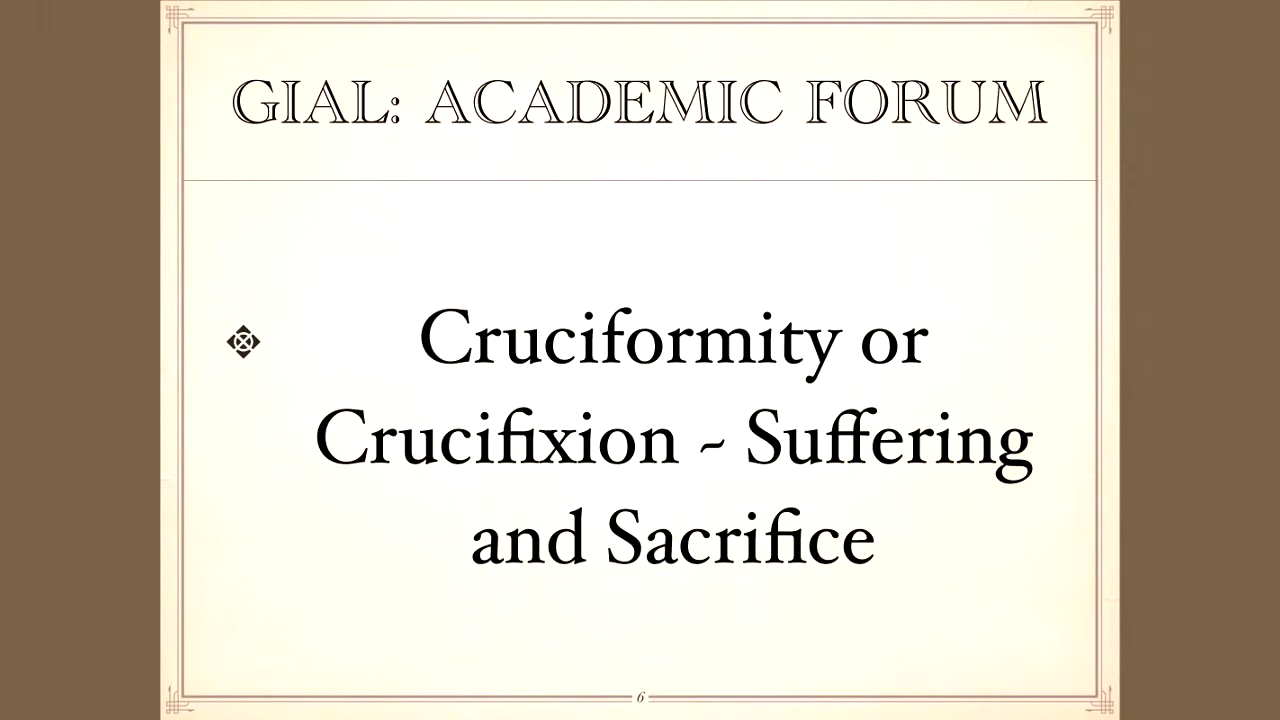 GIAL: ACADEMIC FORUM
Cruciformity or
Crucifixion ~ Suffering
and Sacrifice
6